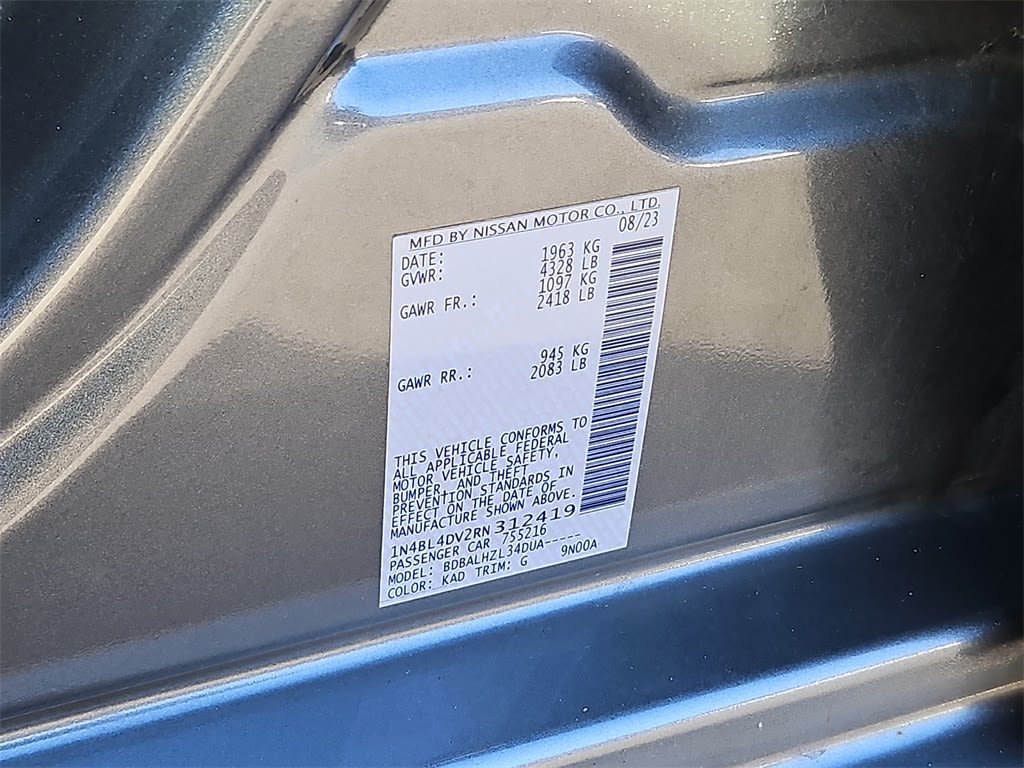 MFD BY NISSAN MOTOR CO., LTD.
DATE: 08/23
GVWR: 1963 KG
4328 LB
GAWR FR.: 1097 KG
2418 LB
GAWR RR.: 945 KG
2083 LB
THIS VEHICLE CONFORMS TO
ALL APPLICABLE FEDERAL
MOTOR VEHICLE SAFETY,
BUMPER, AND THEFT
PREVENTION STANDARDS IN
EFFECT ON THE DATE OF
MANUFACTURE SHOWN ABOVE.
1N4BL4DV2RN312419
PASSENGER CAR 755216
MODEL: BDBALHZL34DUA-----
COLOR: KAD TRIM: G 9N00A